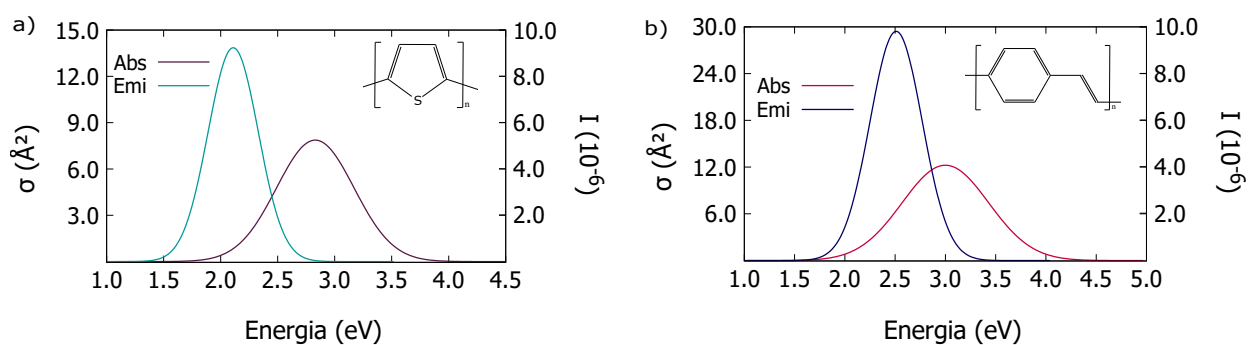 a)
15.0
12.0
9.0
6.0
3.0
σ (Å²)
Abs
Emi
S
n
10.0
8.0
6.0
4.0
2.0
I (10⁻⁶)
1.0 1.5 2.0 2.5 3.0 3.5 4.0 4.5
Energia (eV)
b)
30.0
24.0
18.0
12.0
6.0
σ (Å²)
Abs
Emi
n
10.0
8.0
6.0
4.0
2.0
I (10⁻⁶)
1.0 1.5 2.0 2.5 3.0 3.5 4.0 4.5 5.0
Energia (eV)